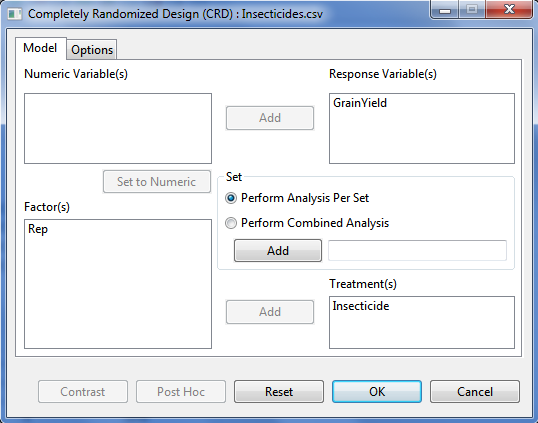 Completely Randomized Design (CRD) : Insecticides.csv
Model Options
Numeric Variable(s)
Response Variable(s)
Add
GrainYield
Set to Numeric
Set
Perform Analysis Per Set
Perform Combined Analysis
Add
Factor(s)
Rep
Treatment(s)
Add
Insecticide
Contrast Post Hoc Reset OK Cancel